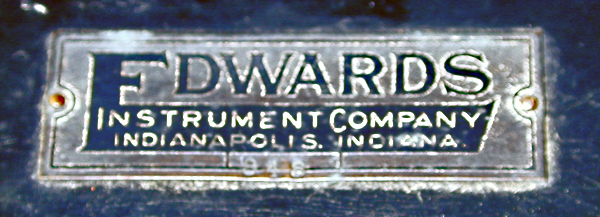 EDWARDS
INSTRUMENT COMPANY
INDIANAPOLIS. INDIANA.